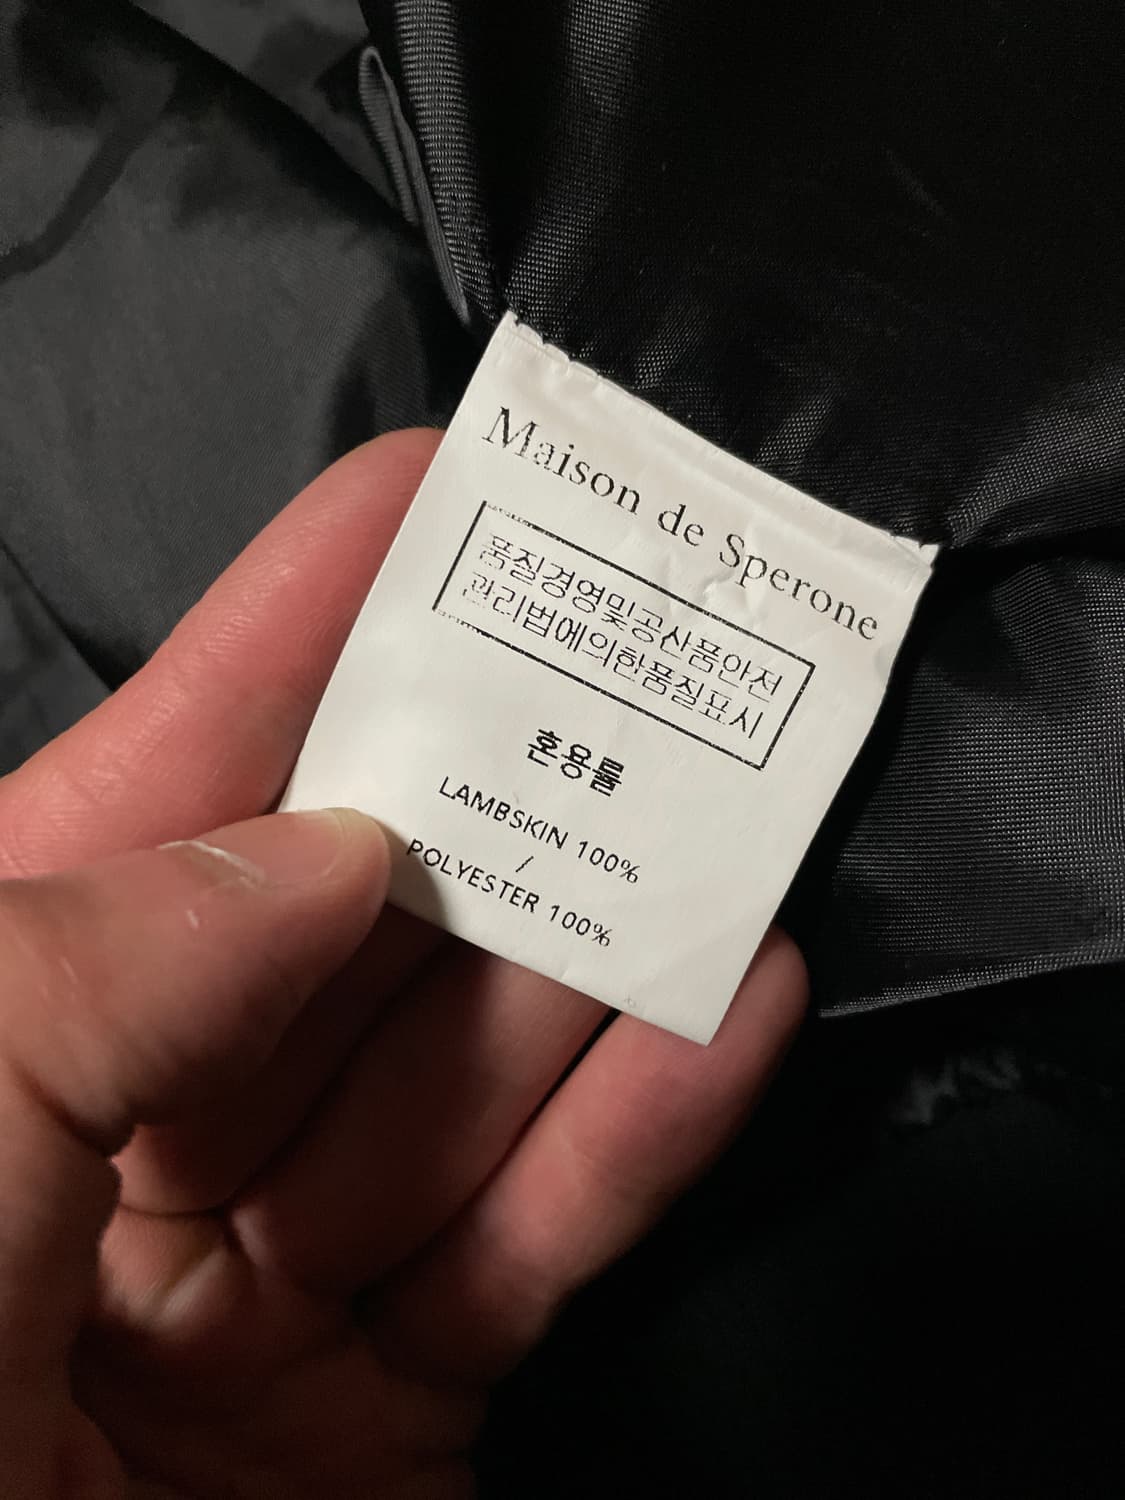 Maison de Sperone
품질경영및공산품안전
관리법에의한품질표시
혼용률
LAMBSKIN 100%
/
POLYESTER 100%